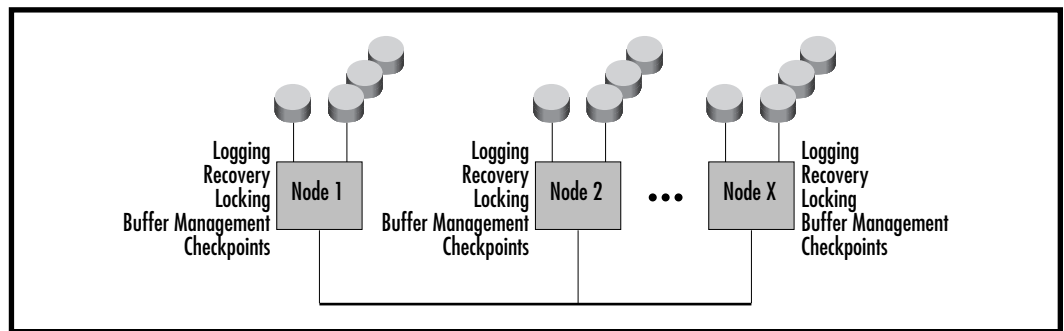 Logging
Recovery
Locking
Buffer Management
Checkpoints
Node 1
Logging
Recovery
Locking
Buffer Management
Checkpoints
Node 2
Node X
Logging
Recovery
Locking
Buffer Management
Checkpoints